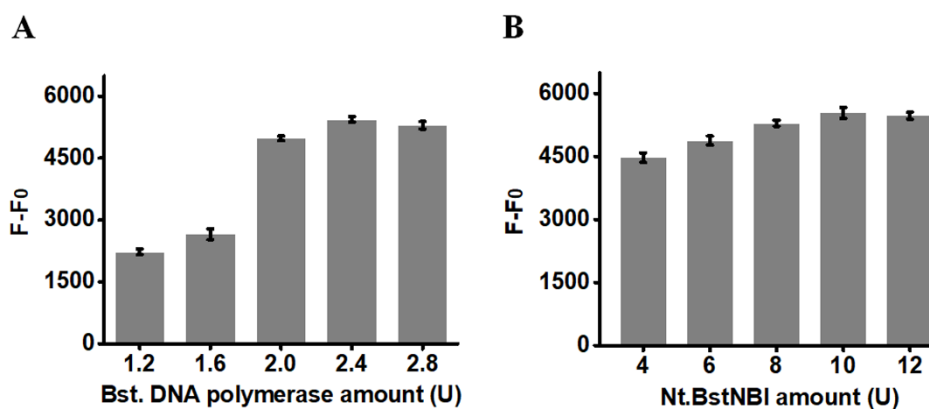 A
F-F0
6000
4500
3000
1500
0
1.2 1.6 2.0 2.4 2.8
Bst. DNA polymerase amount (U)
B
F-F0
6000
4500
3000
1500
0
4 6 8 10 12
Nt.BstNBI amount (U)